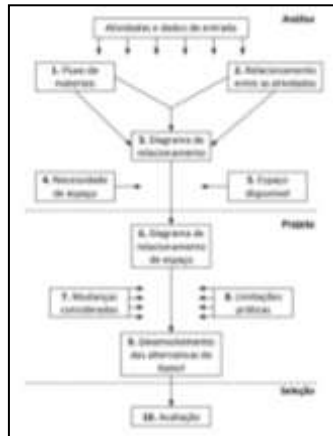 Análise
Atividades e dados de entrada
1. Fluxo de
materiais
2. Relacionamento
entre as atividades
3. Diagrama de
relacionamento
4. Necessidade
de espaço
5. Espaço
disponível
Projeto
6. Diagrama de
relacionamento
de espaço
7. Mudanças
consideradas
8. Limitações
práticas
9. Desenvolvimento
das alternativas de
layout
Seleção
10. Avaliação